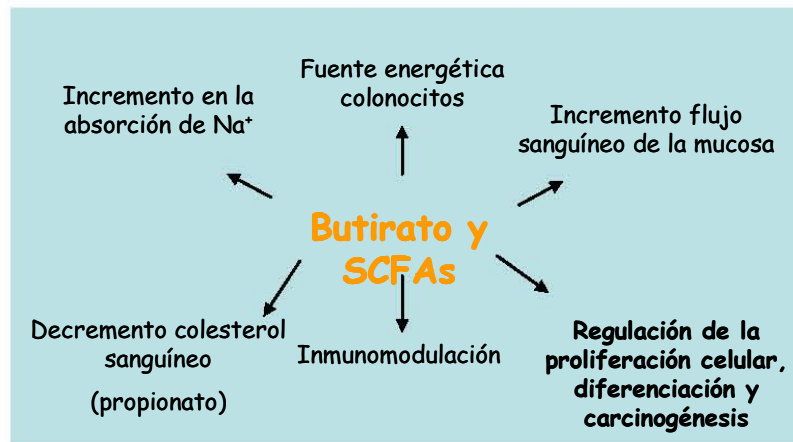 Fuente energética
colonocitos
Incremento en la
absorción de Na⁺
Incremento flujo
sanguíneo de la mucosa
Butirato y
SCFAs
Decremento colesterol
sanguíneo
(propionato)
Inmunomodulación
Regulación de la
proliferación celular,
diferenciación y
carcinogénesis